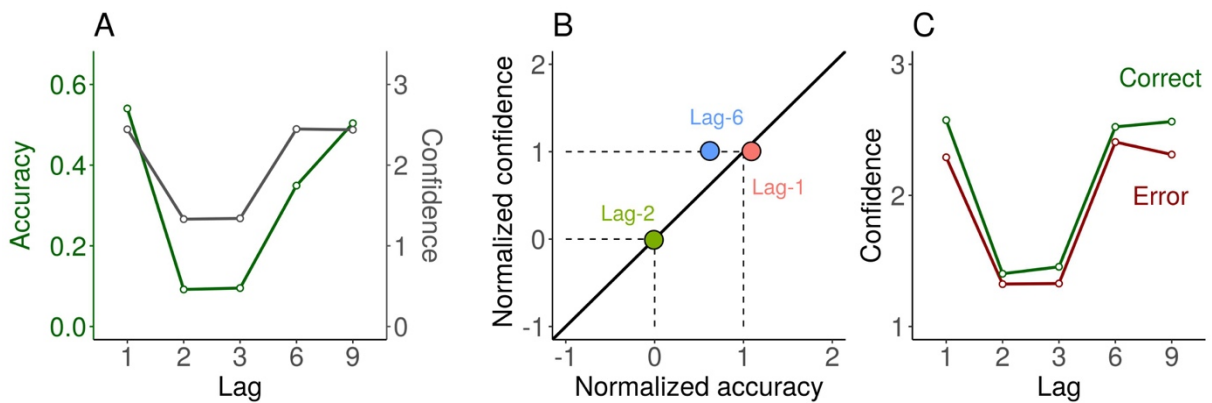 A
Accuracy
0.6
0.4
0.2
0.0
3
2
1
0
Confidence
1 2 3 6 9
Lag
B
Normalized confidence
2
1
0
-1
Lag-6
Lag-1
Lag-2
-1 0 1 2
Normalized accuracy
C
Confidence
3
2
1
Correct
Error
1 2 3 6 9
Lag